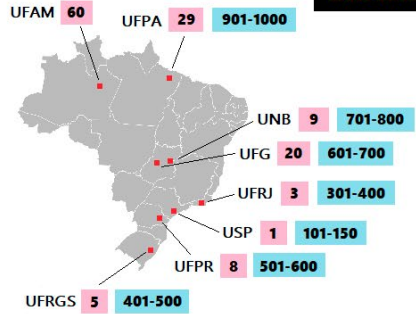 UFAM 60
UFPA 29 901-1000
UNB 9 701-800
UFG 20 601-700
UFRJ 3 301-400
USP 1 101-150
UFPR 8 501-600
UFRGS 5 401-500